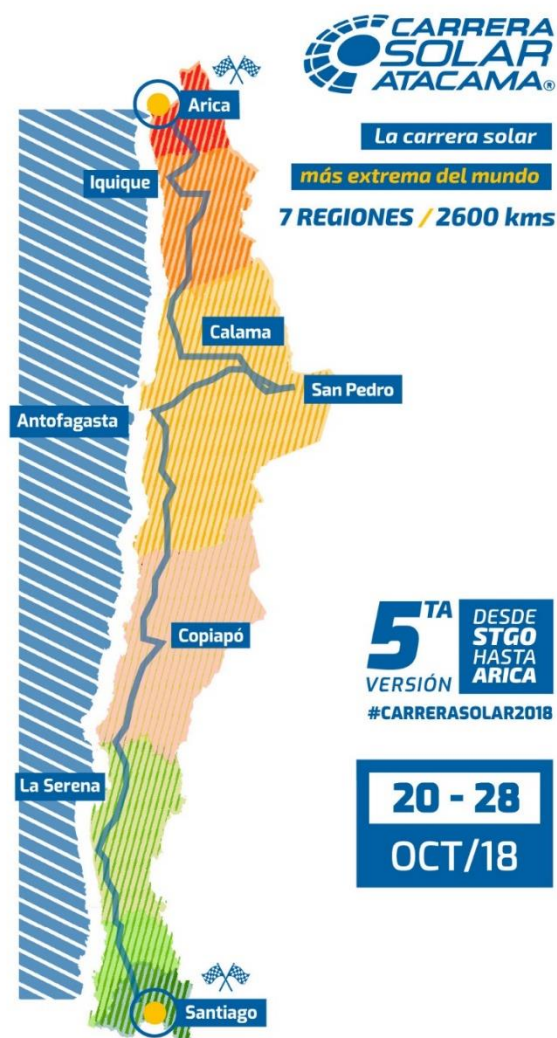 CARRERA
SOLAR
ATACAMA®
La carrera solar
más extrema del mundo
7 REGIONES / 2600 kms
Arica
Iquique
Calama
San Pedro
Antofagasta
Copiapó
5TA
VERSIÓN
DESDE
STGO
HASTA
ARICA
#CARRERASOLAR2018
La Serena
20 - 28
OCT/18
Santiago